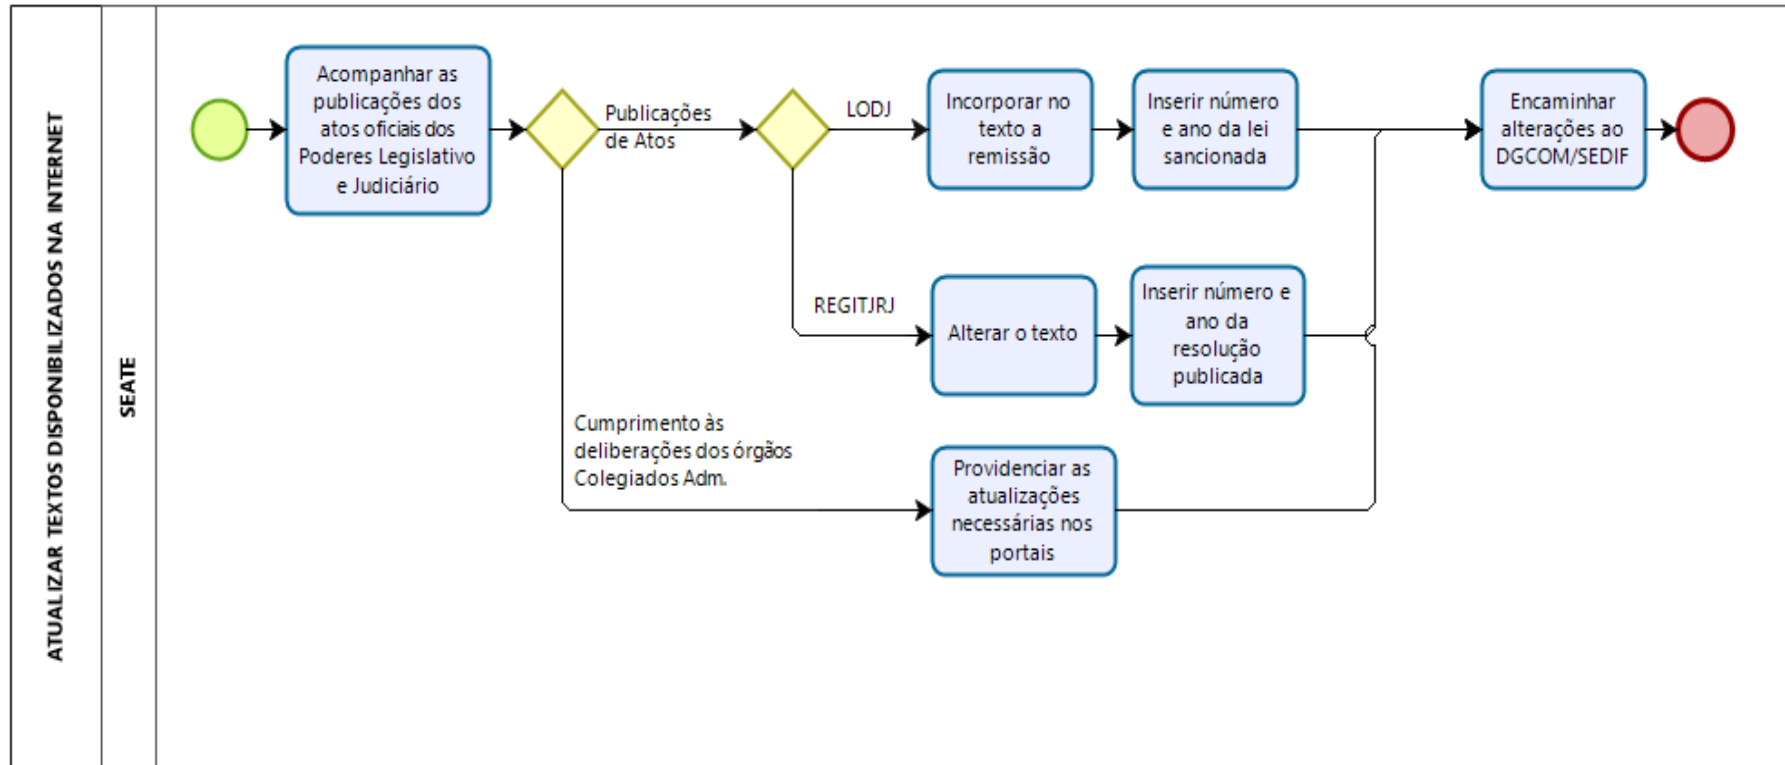 ATUALIZAR TEXTOS DISPONIBILIZADOS NA INTERNET
SEATE
Acompanhar as
publicações dos
atos oficiais dos
Poderes Legislativo
e Judiciário
Publicações
de Atos
LODJ
Incorporar no
texto a
remissão
Inserir número
e ano da lei
sancionada
Encaminhar
alterações ao
DGCOM/SEDIF
REGITJRJ
Alterar o texto
Inserir número e
ano da
resolução
publicada
Cumprimento às
deliberações dos órgãos
Colegiados Adm.
Providenciar as
atualizações
necessárias nos
portais